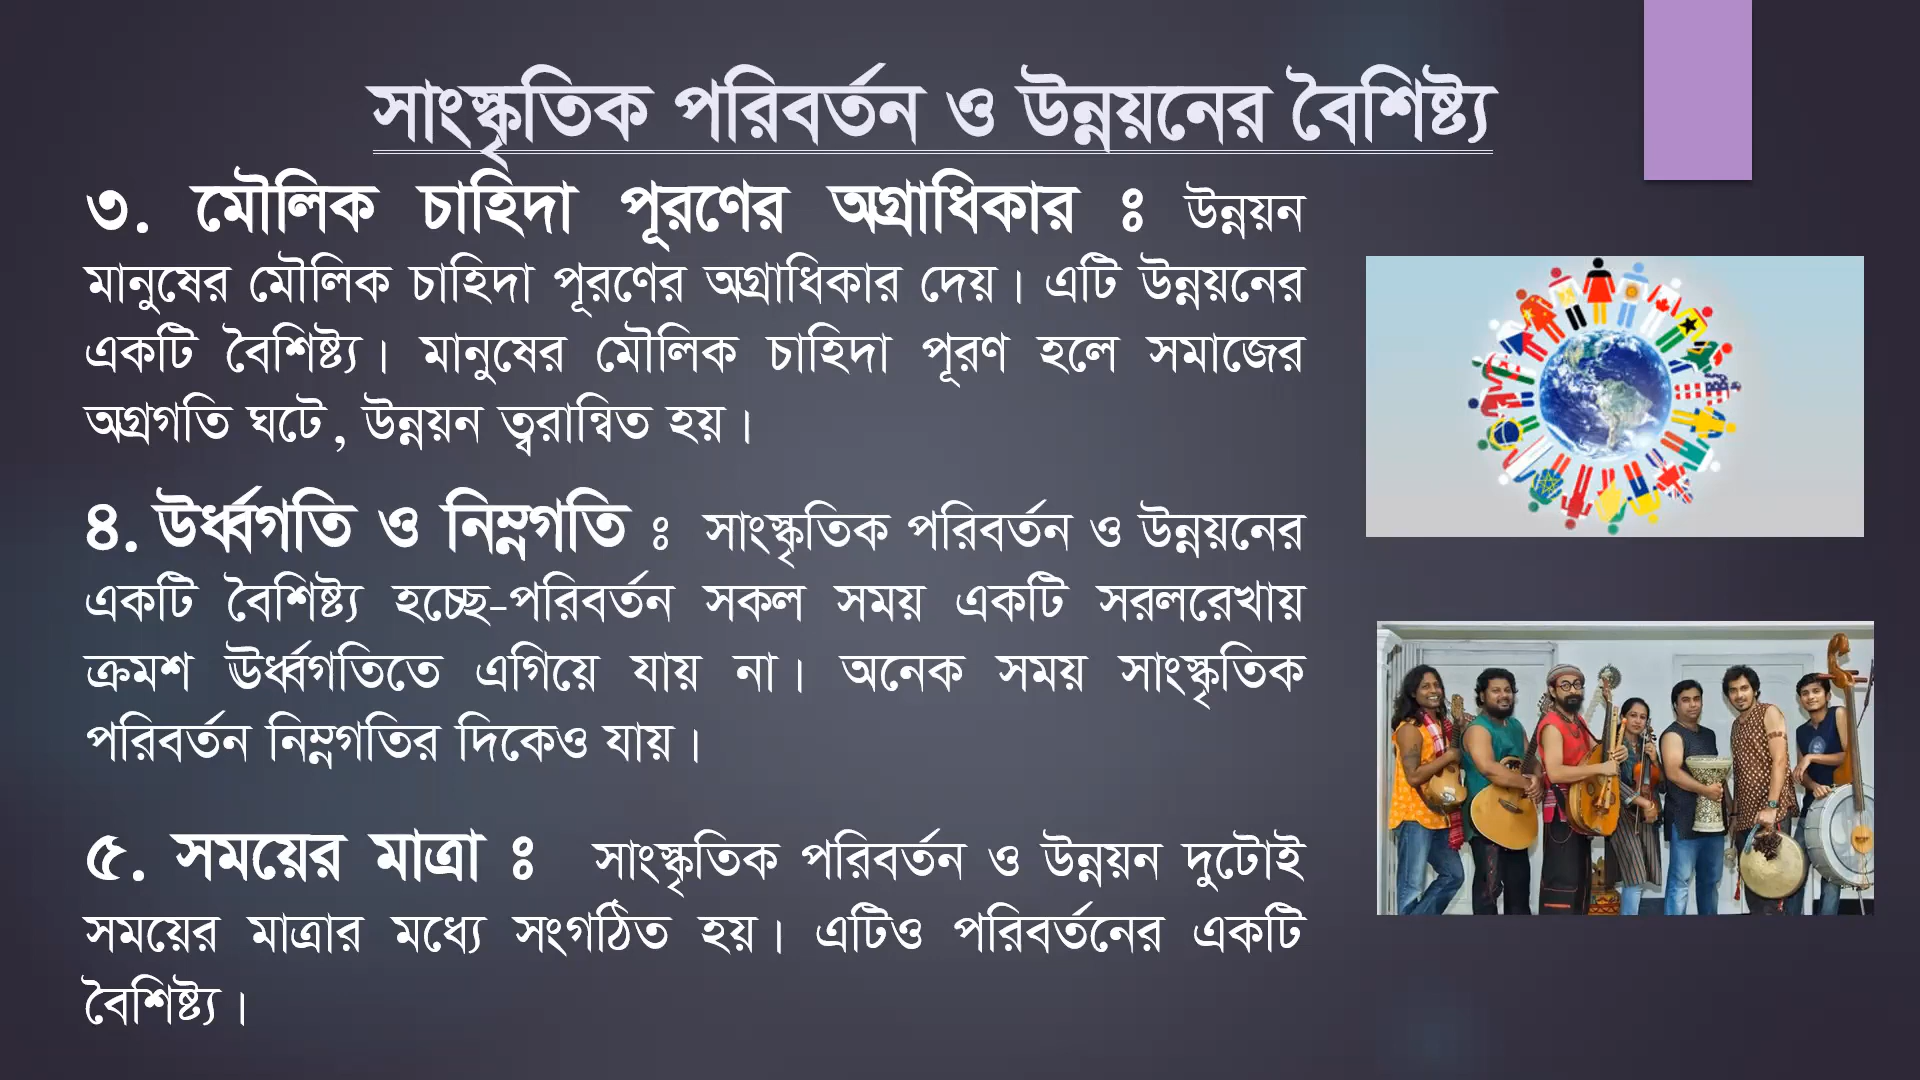 সাংস্কৃতিক পরিবর্তন ও উন্নয়নের বৈশিষ্ট্য
৩. মৌলিক চাহিদা পূরণের অগ্রাধিকার ঃ উন্নয়ন
মানুষের মৌলিক চাহিদা পূরণের অগ্রাধিকার দেয়। এটি উন্নয়নের
একটি বৈশিষ্ট্য। মানুষের মৌলিক চাহিদা পূরণ হলে সমাজের
অগ্রগতি ঘটে, উন্নয়ন ত্বরান্বিত হয়।
৪. উর্ধ্বগতি ও নিম্নগতি ঃ সাংস্কৃতিক পরিবর্তন ও উন্নয়নের
একটি বৈশিষ্ট্য হচ্ছে-পরিবর্তন সকল সময় একটি সরলরেখায়
ক্রমশ ঊর্ধ্বগতিতে এগিয়ে যায় না। অনেক সময় সাংস্কৃতিক
পরিবর্তন নিম্নগতির দিকেও যায়।
৫. সময়ের মাত্রা ঃ সাংস্কৃতিক পরিবর্তন ও উন্নয়ন দুটোই
সময়ের মাত্রার মধ্যে সংগঠিত হয়। এটিও পরিবর্তনের একটি
বৈশিষ্ট্য।